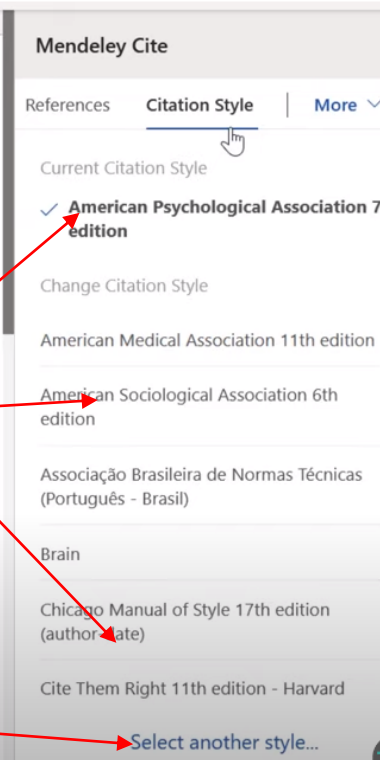 Mendeley Cite
References Citation Style | More
Current Citation Style
American Psychological Association 7
edition
Change Citation Style
American Medical Association 11th edition
American Sociological Association 6th
edition
Associação Brasileira de Normas Técnicas
(Português - Brasil)
Brain
Chicago Manual of Style 17th edition
(author-date)
Cite Them Right 11th edition - Harvard
Select another style...